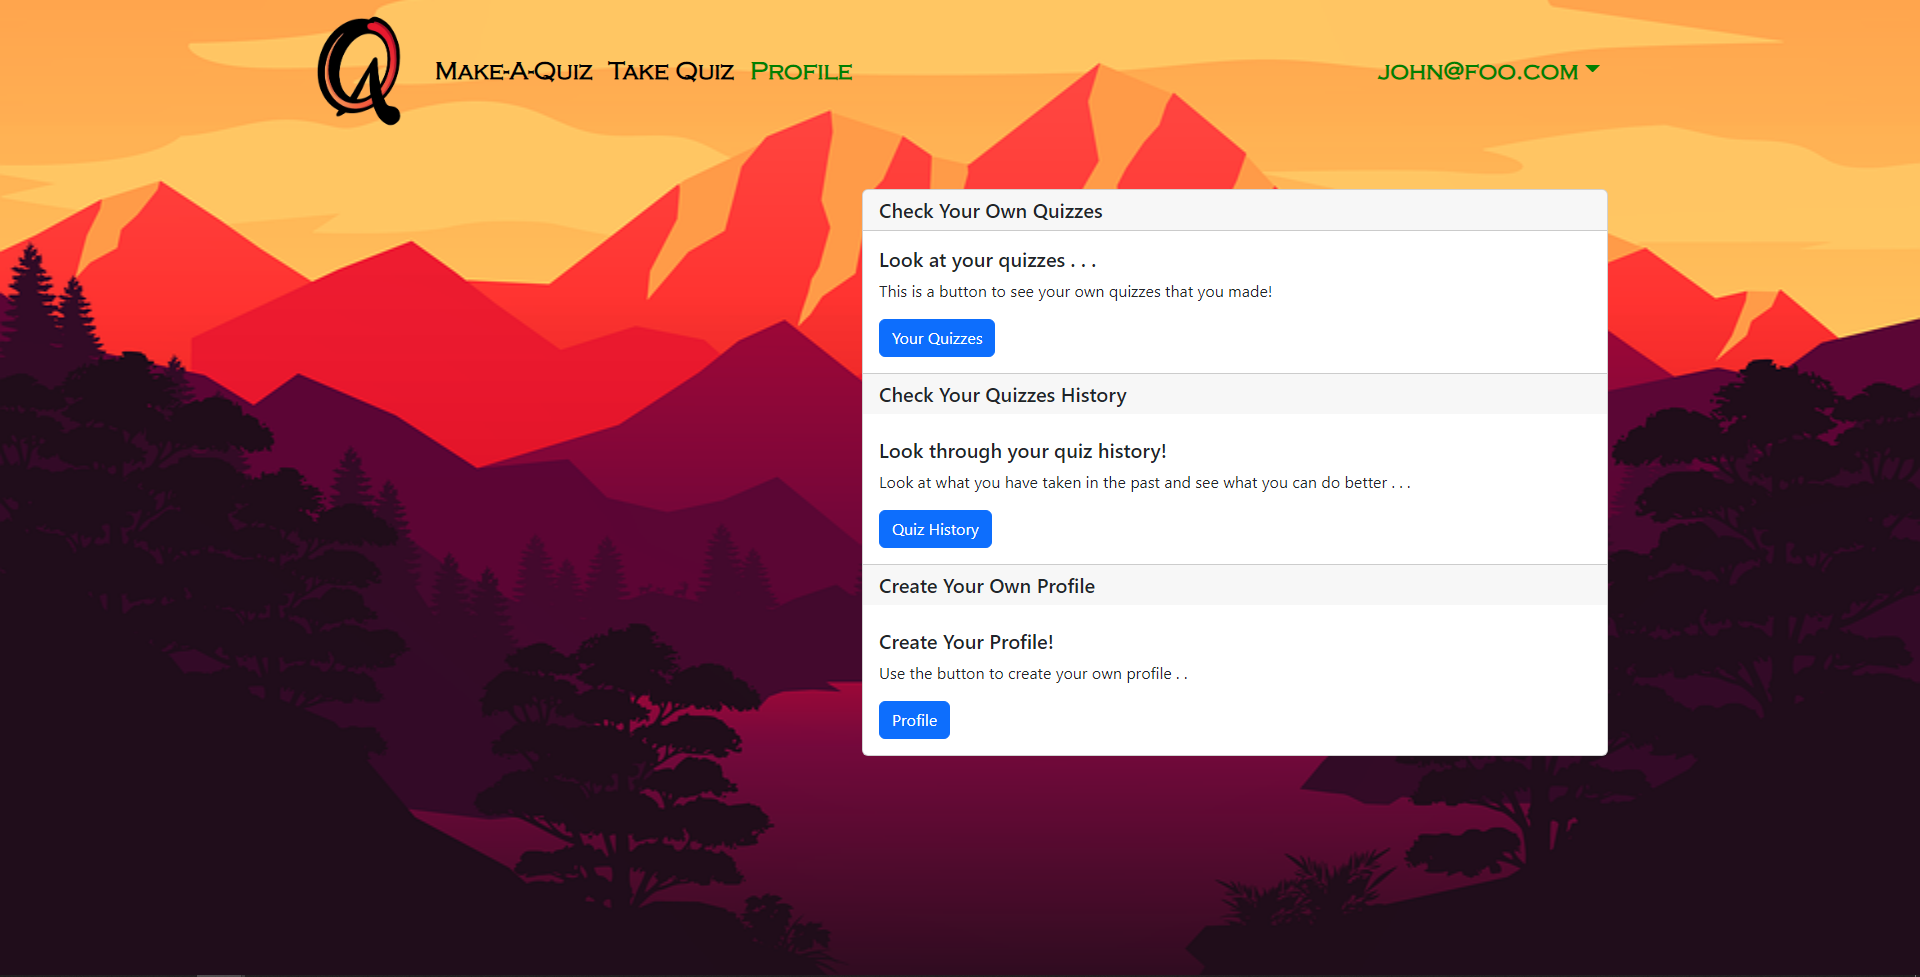 Make-A-Quiz Take Quiz Profile john@foo.com
Check Your Own Quizzes
Look at your quizzes . . .
This is a button to see your own quizzes that you made!
Your Quizzes
Check Your Quizzes History
Look through your quiz history!
Look at what you have taken in the past and see what you can do better . . .
Quiz History
Create Your Own Profile
Create Your Profile!
Use the button to create your own profile . .
Profile